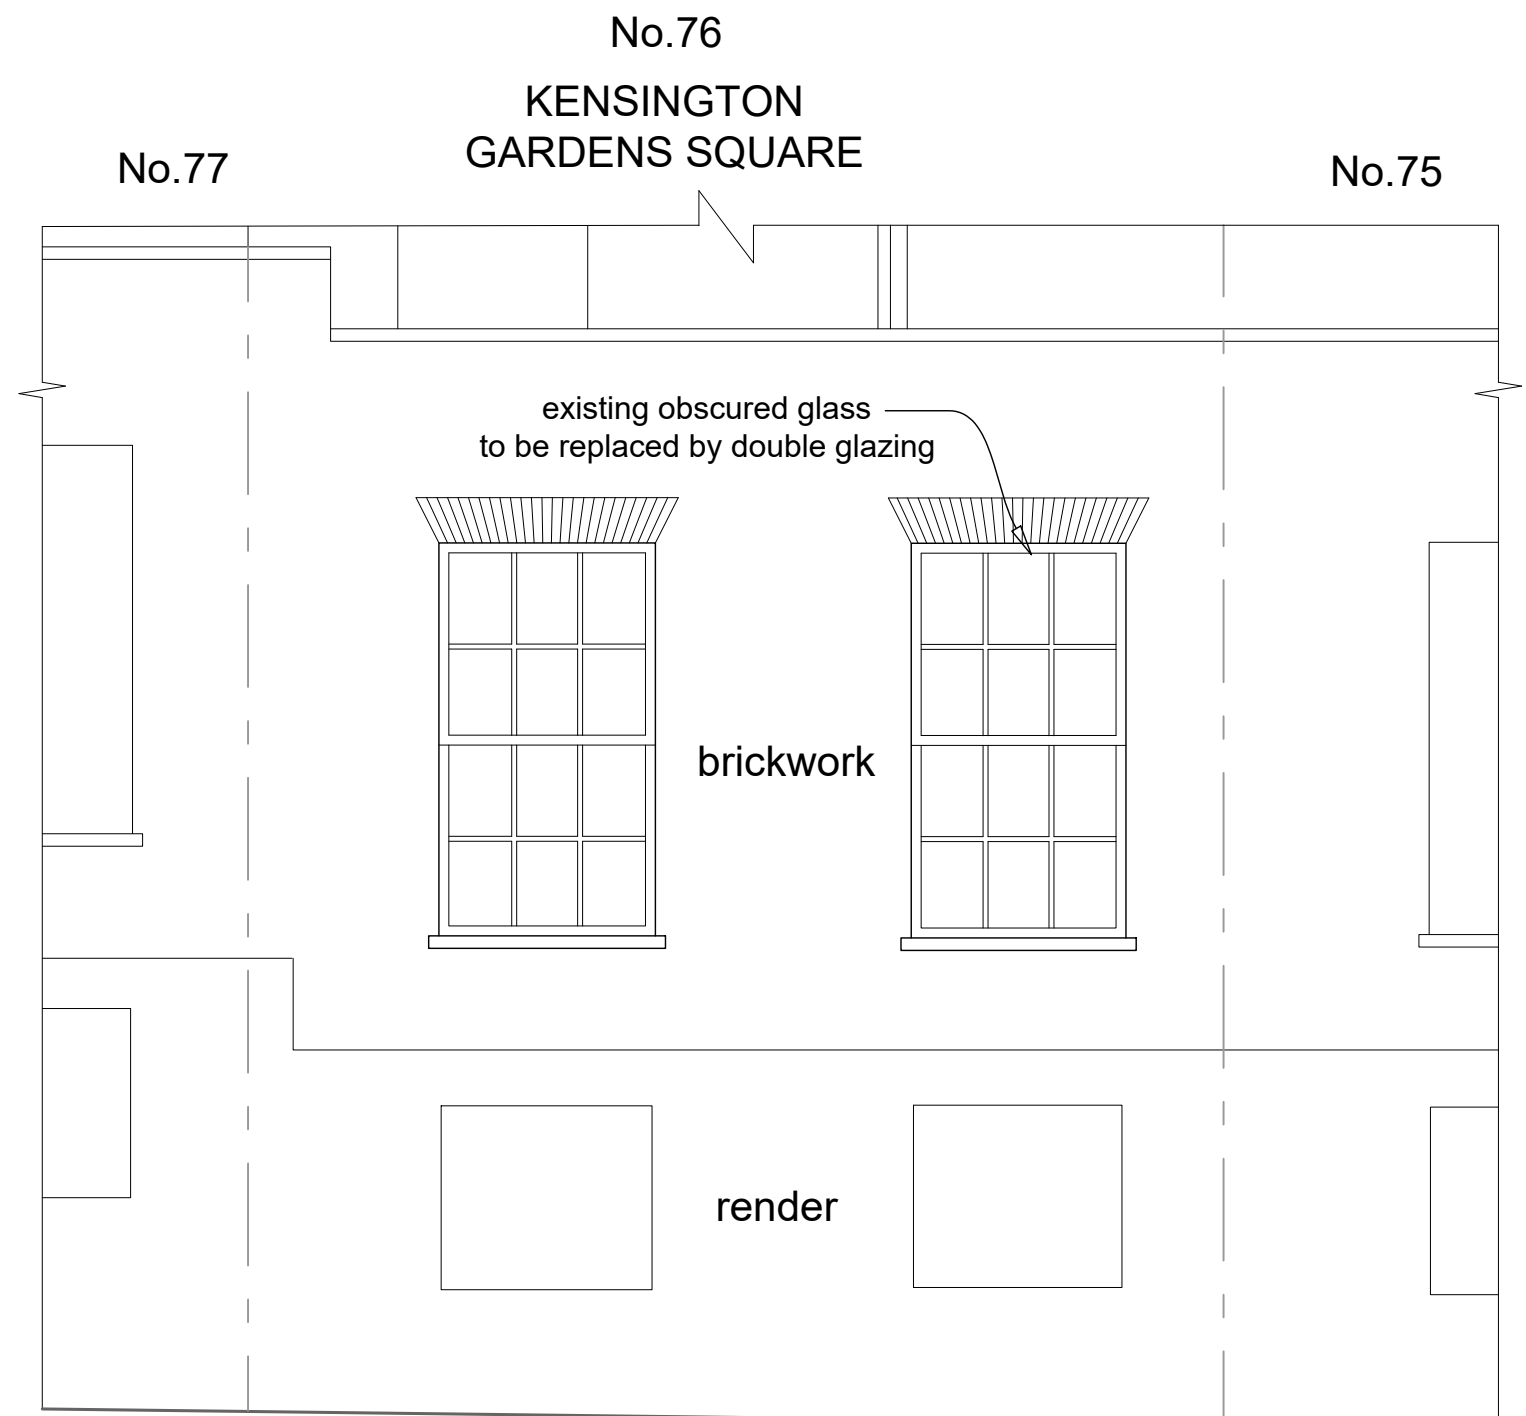 No.76
KENSINGTON
GARDENS SQUARE
No.77
No.75
existing obscured glass
to be replaced by double glazing
brickwork
render